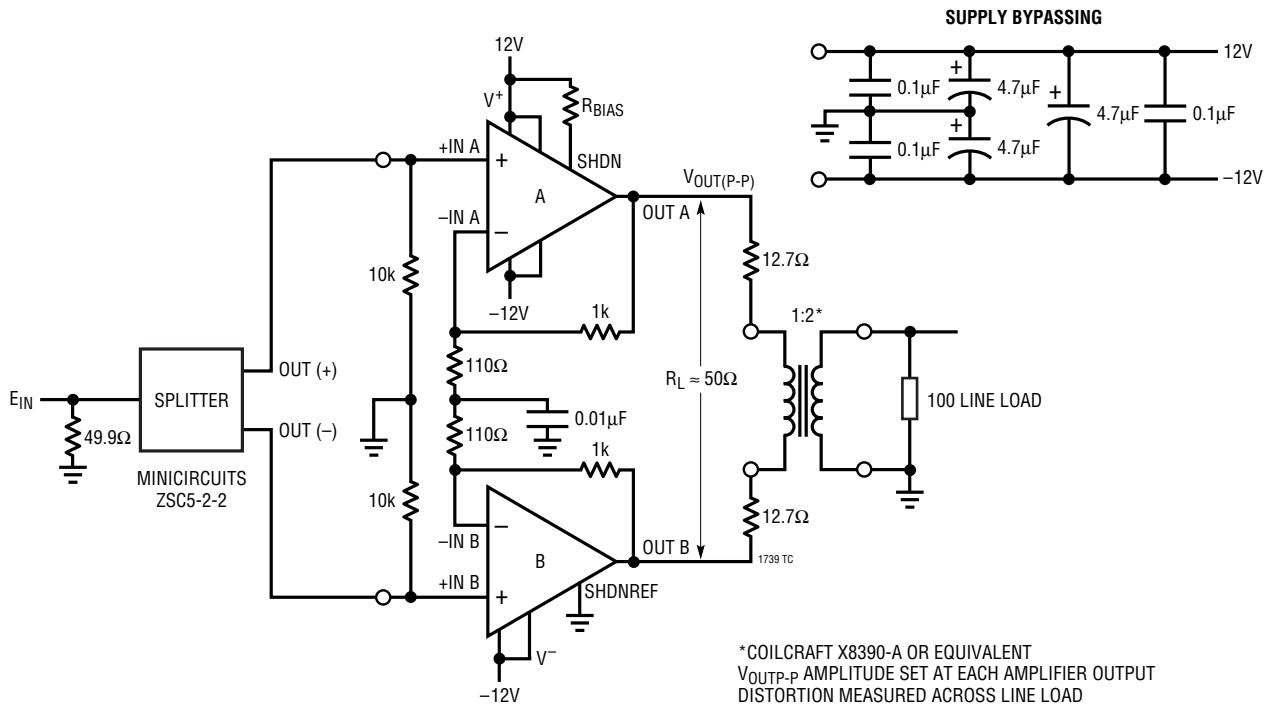 SUPPLY BYPASSING
12V
12V
V+
RBIAS
0.1µF
+
4.7µF
+
4.7µF
0.1µF
+IN A
+
SHDN
0.1µF
+
4.7µF
A
VOUT(P-P)
–12V
–IN A
–
OUT A
12.7Ω
10k
–12V
1k
1:2*
110Ω
OUT (+)
RL ≈ 50Ω
EIN
SPLITTER
100 LINE LOAD
0.01µF
49.9Ω
OUT (–)
110Ω
1k
MINICIRCUITS
ZSC5-2-2
10k
–
12.7Ω
–IN B
OUT B
B
1739 TC
+IN B
+
SHDNREF
V–
–12V
*COILCRAFT X8390-A OR EQUIVALENT
VOUTP-P AMPLITUDE SET AT EACH AMPLIFIER OUTPUT
DISTORTION MEASURED ACROSS LINE LOAD